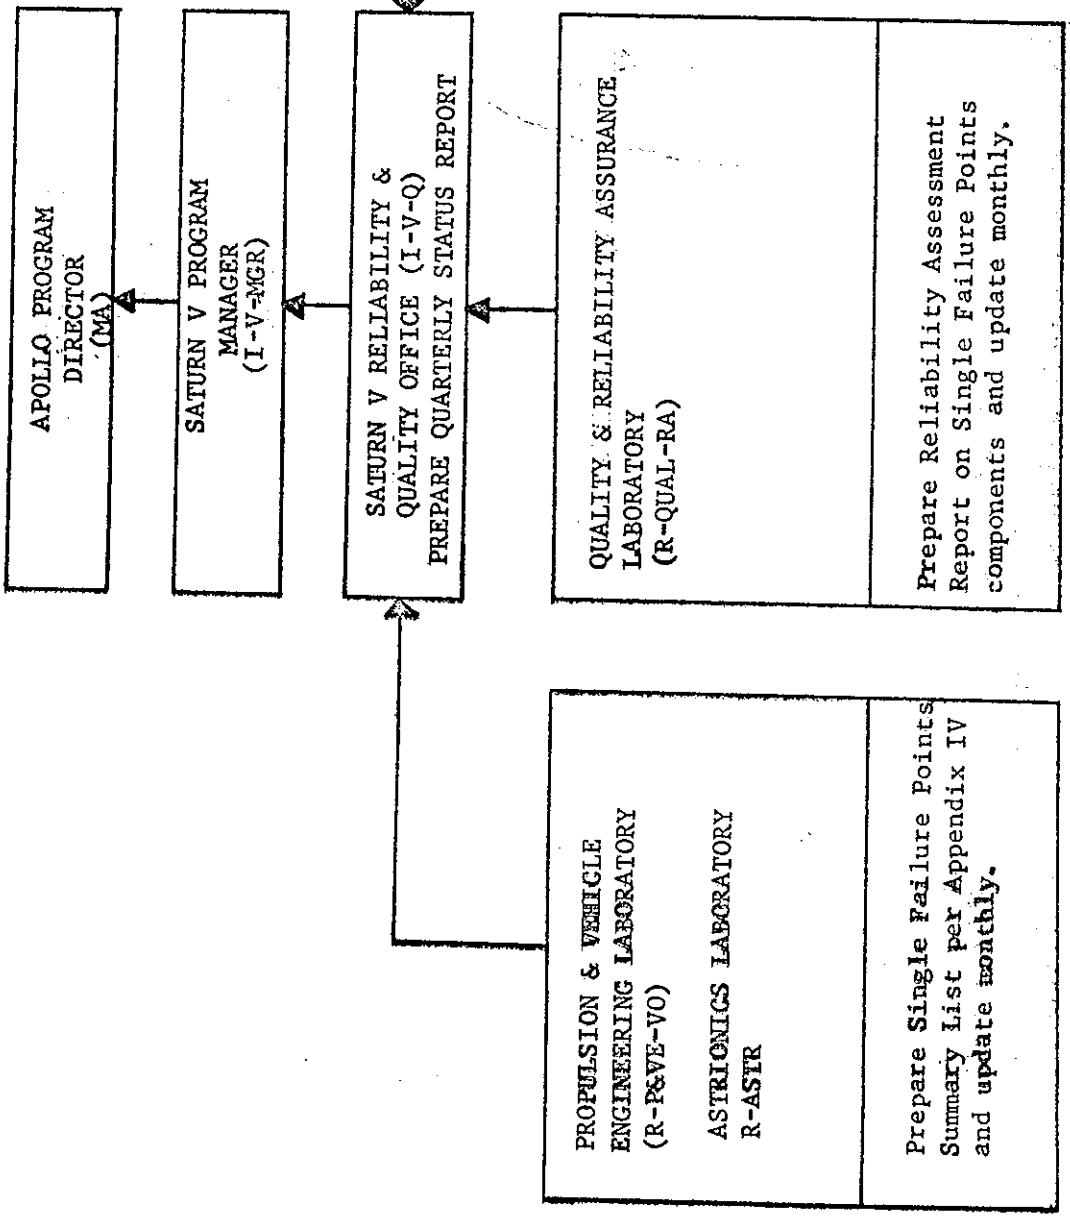 APOLLO PROGRAM
DIRECTOR
(MA)
SATURN V PROGRAM
MANAGER
(I-V-MGR)
SATURN V RELIABILITY &
QUALITY OFFICE (I-V-Q)
PREPARE QUARTERLY STATUS REPORT
PROPULSION & VEHICLE
ENGINEERING LABORATORY
(R-P&VE-VO)
ASTRIONICS LABORATORY
R-ASTR
Prepare Single Failure Points
Summary List per Appendix IV
and update monthly.
QUALITY & RELIABILITY ASSURANCE
LABORATORY
(R-QUAL-RA)
Prepare Reliability Assessment
Report on Single Failure Points
components and update monthly.